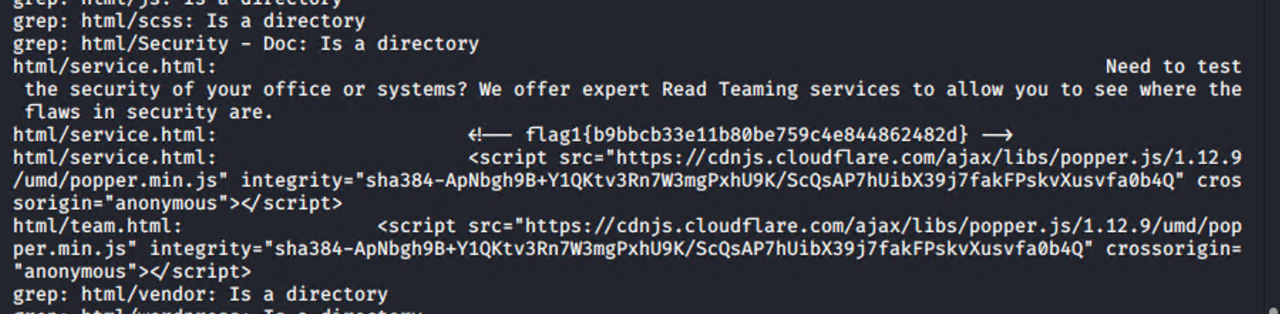 grep: html/js: Is a directory
grep: html/scss: Is a directory
grep: html/Security - Doc: Is a directory
html/service.html: Need to test
the security of your office or systems? We offer expert Read Teaming services to allow you to see where the
flaws in security are.
html/service.html: <!-- flag1{b9bbcb33e11b80be759c4e844862482d} -->
html/service.html: <script src="https://cdnjs.cloudflare.com/ajax/libs/popper.js/1.12.9
/umd/popper.min.js" integrity="sha384-ApNbgh9B+Y1QKtv3Rn7W3mgPxhU9K/ScQsAP7hUibX39j7fakFPskvXusvfa0b4Q" cros
sorigin="anonymous"></script>
html/team.html: <script src="https://cdnjs.cloudflare.com/ajax/libs/popper.js/1.12.9/umd/pop
per.min.js" integrity="sha384-ApNbgh9B+Y1QKtv3Rn7W3mgPxhU9K/ScQsAP7hUibX39j7fakFPskvXusvfa0b4Q" crossorigin=
"anonymous"></script>
grep: html/vendor: Is a directory
grep: html/wordpress: Is a directory